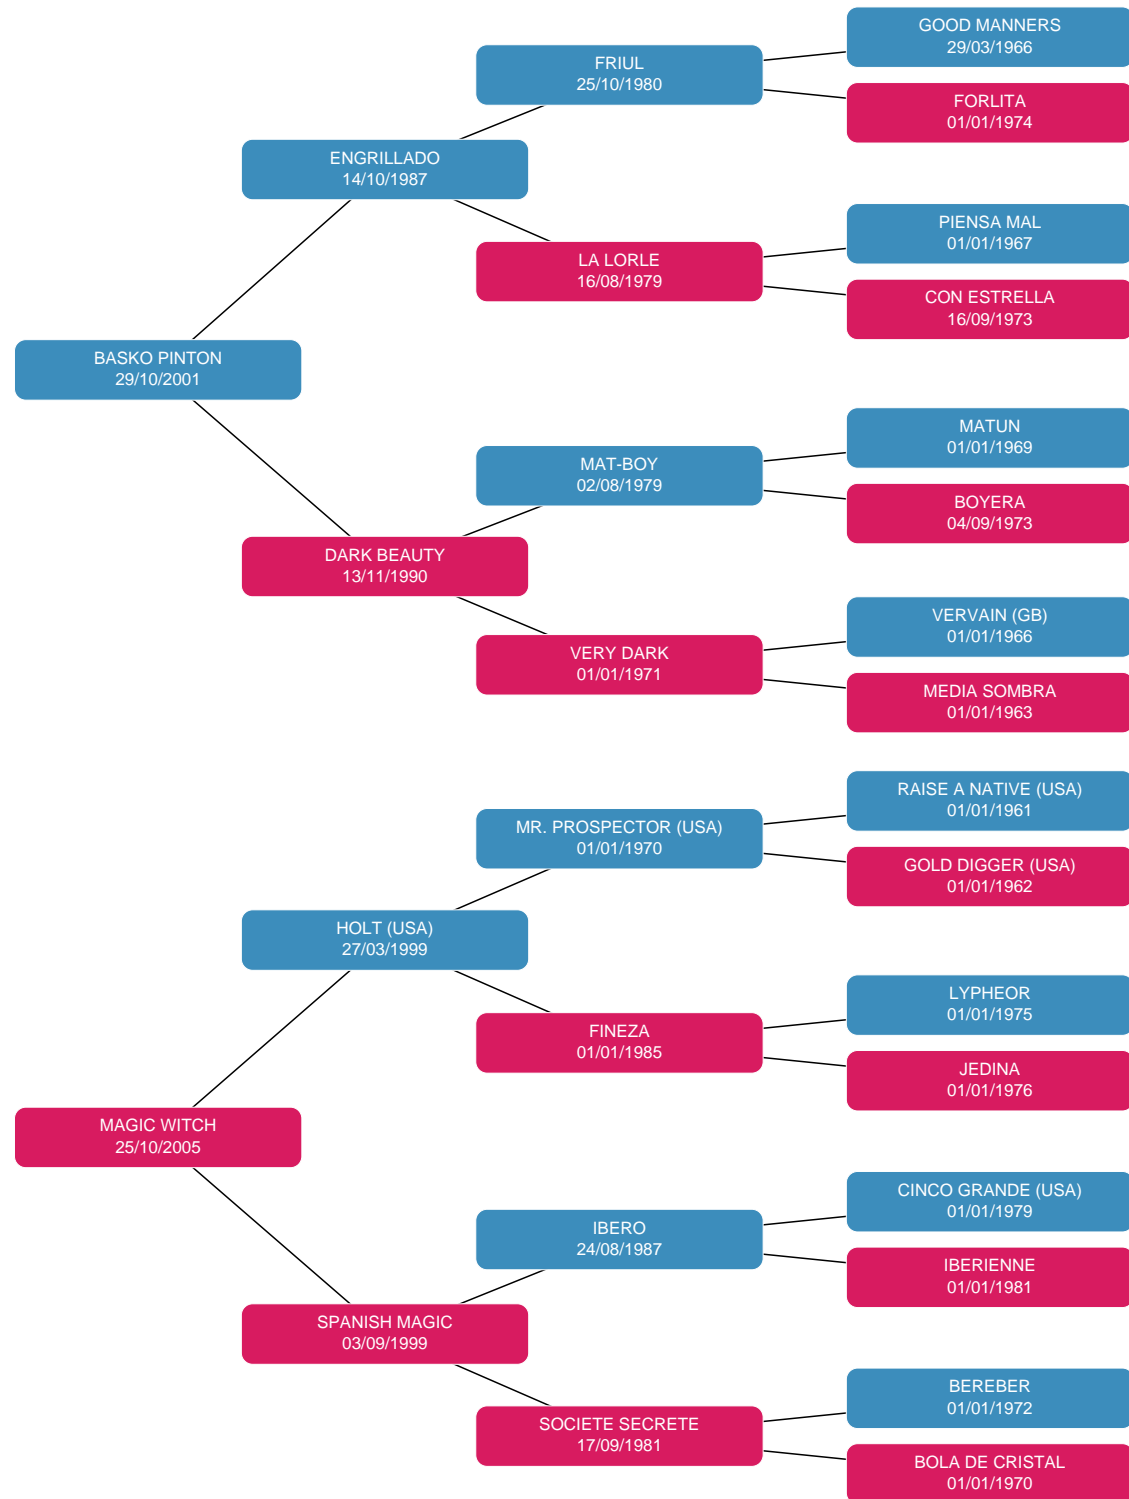 GOOD MANNERS
29/03/1966
FRIUL
25/10/1980
FORLITA
01/01/1974
ENGRILLADO
14/10/1987
PIENSA MAL
01/01/1967
LA LORLE
16/08/1979
CON ESTRELLA
16/09/1973
BASKO PINTON
29/10/2001
MATUN
01/01/1969
MAT-BOY
02/08/1979
BOYERA
04/09/1973
DARK BEAUTY
13/11/1990
VERVAIN (GB)
01/01/1966
VERY DARK
01/01/1971
MEDIA SOMBRA
01/01/1963
RAISE A NATIVE (USA)
01/01/1961
MR. PROSPECTOR (USA)
01/01/1970
GOLD DIGGER (USA)
01/01/1962
HOLT (USA)
27/03/1999
LYPHEOR
01/01/1975
FINEZA
01/01/1985
JEDINA
01/01/1976
MAGIC WITCH
25/10/2005
CINCO GRANDE (USA)
01/01/1979
IBERO
24/08/1987
IBERIENNE
01/01/1981
SPANISH MAGIC
03/09/1999
BEREBER
01/01/1972
SOCIETE SECRETE
17/09/1981
BOLA DE CRISTAL
01/01/1970